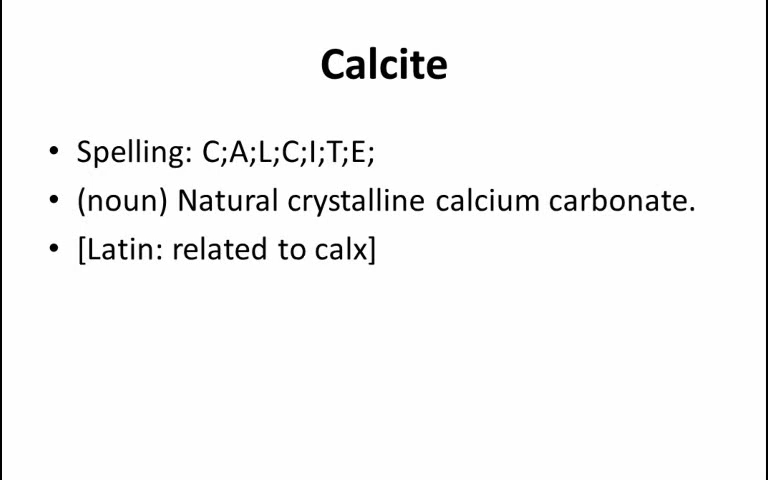 Calcite
• Spelling: C;A;L;C;I;T;E;
• (noun) Natural crystalline calcium carbonate.
• [Latin: related to calx]